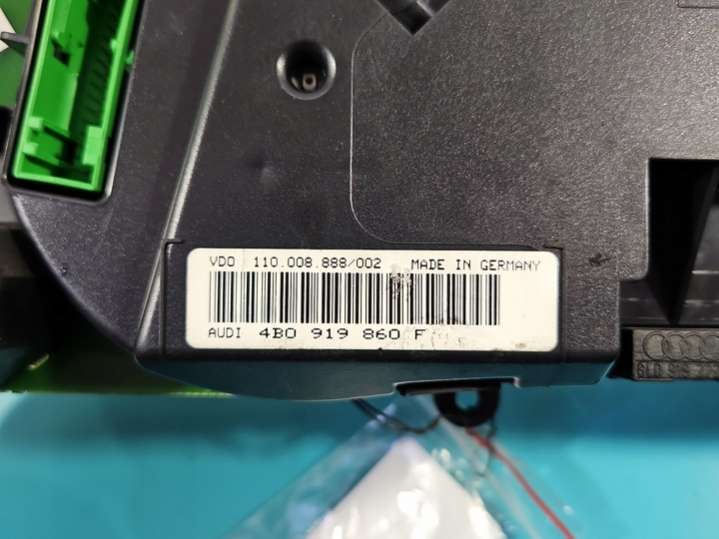 VDO 110.008.888/002 MADE IN GERMANY
AUDI 4B0 919 860 F